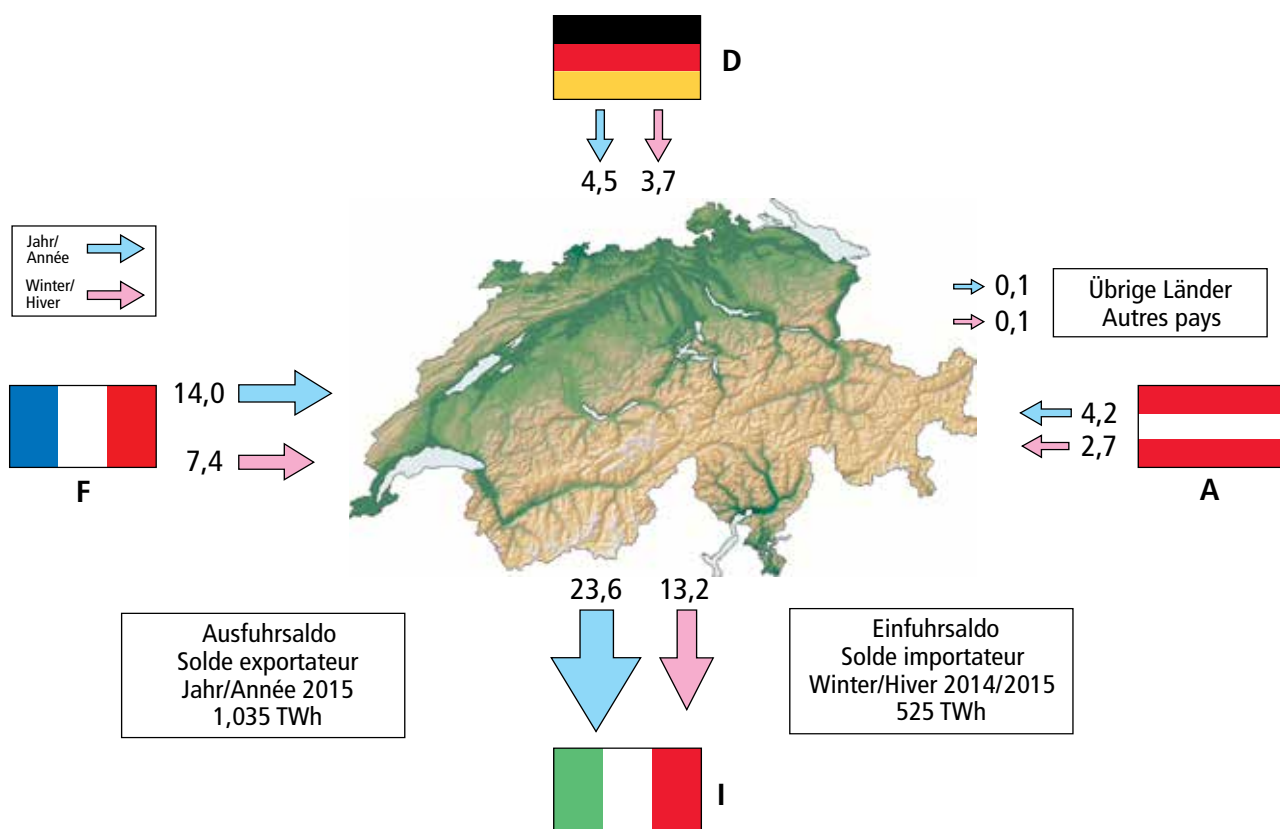 D
4,5 3,7
Jahr/
Année
Winter/
Hiver
0,1
0,1
Übrige Länder
Autres pays
14,0
7,4
F
4,2
2,7
A
23,6 13,2
Ausfuhrsaldo
Solde exportateur
Jahr/Année 2015
1,035 TWh
Einfuhrsaldo
Solde importateur
Winter/Hiver 2014/2015
525 TWh
I